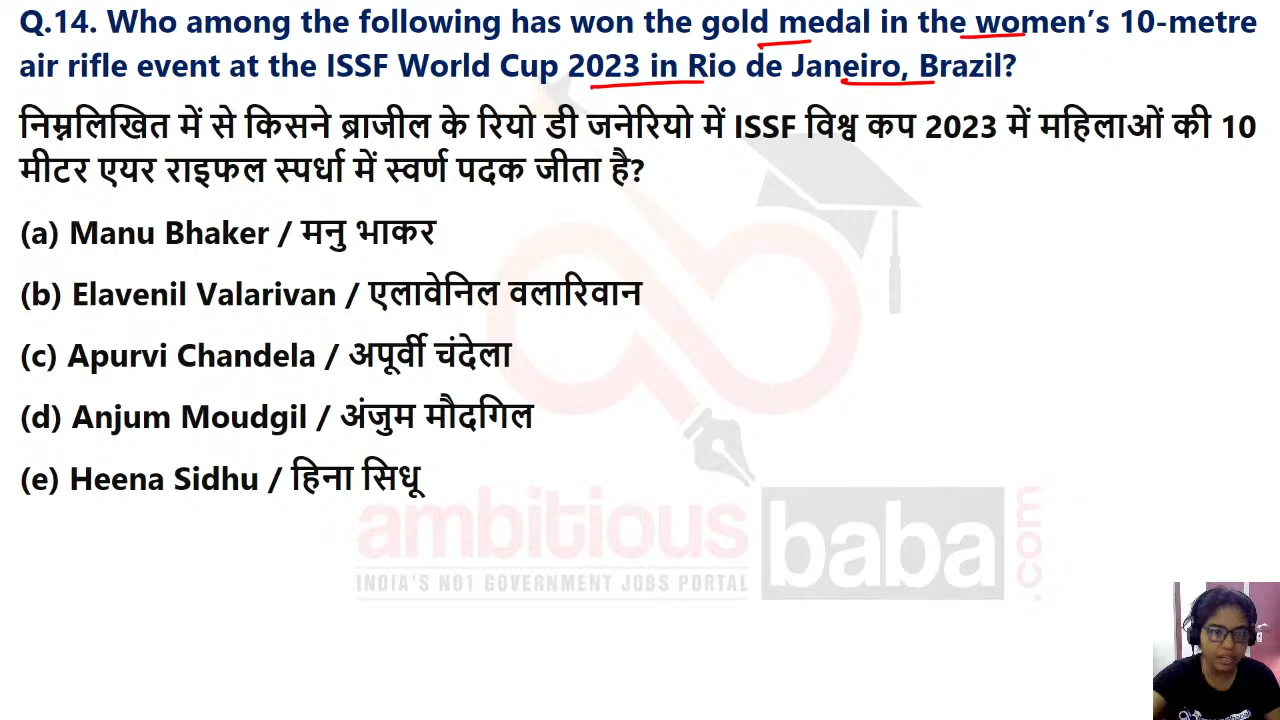 Q.14. Who among the following has won the gold medal in the women's 10-metre
air rifle event at the ISSF World Cup 2023 in Rio de Janeiro, Brazil?
निम्नलिखित में से किसने ब्राजील के रियो डी जनेरियो में ISSF विश्व कप 2023 में महिलाओं की 10
मीटर एयर राइफल स्पर्धा में स्वर्ण पदक जीता है?
(a) Manu Bhaker / मनु भाकर
(b) Elavenil Valarivan / एलावेनिल वलारिवान
(c) Apurvi Chandela / अपूर्वी चंदेला
(d) Anjum Moudgil / अंजुम मौदगिल
(e) Heena Sidhu / हिना सिधू
ambitious baba .com
INDIA'S NO1 GOVERNMENT JOBS PORTAL